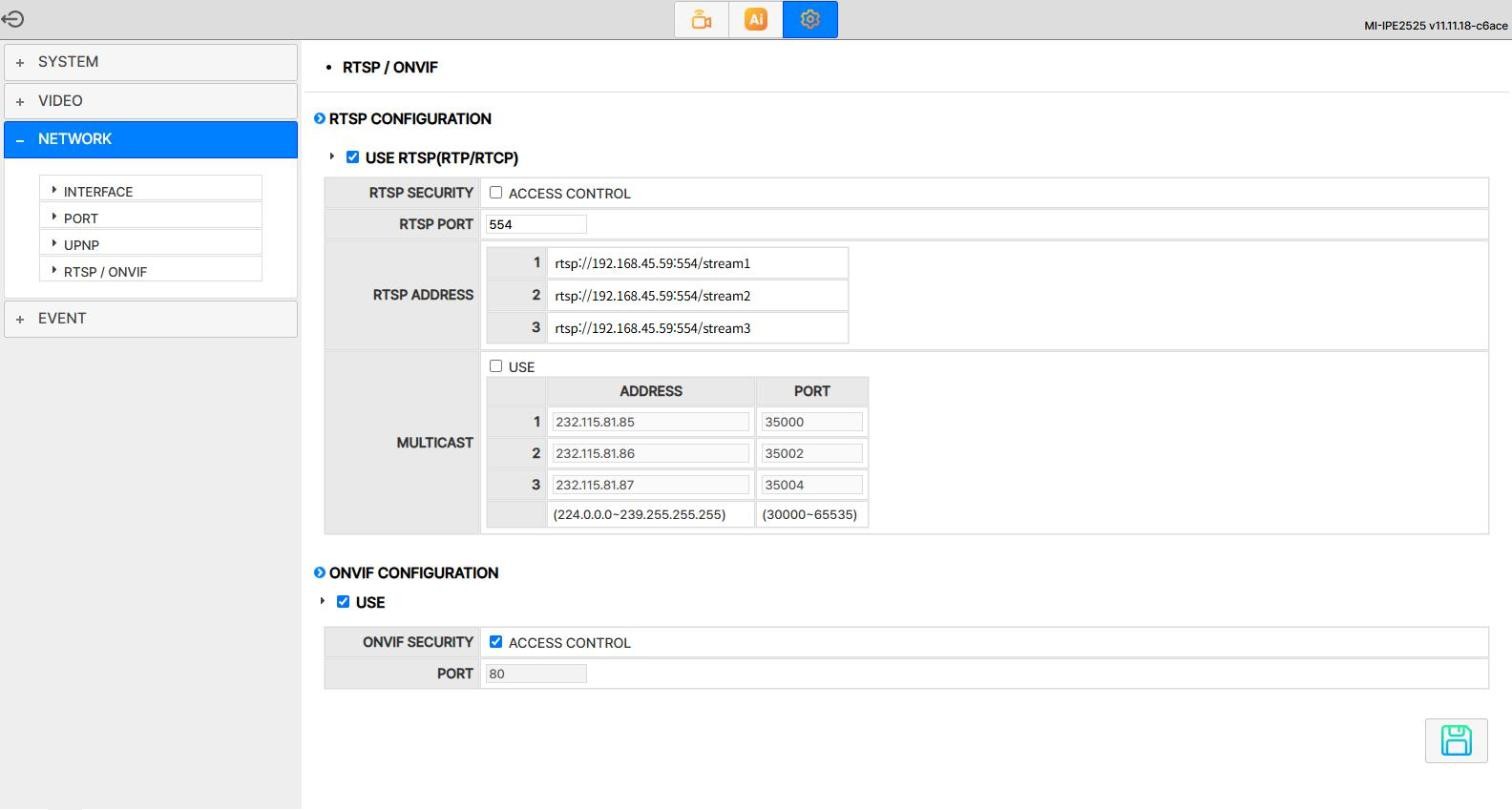 Ai
MI-IPE2525 v11.11.18-c6ace
+ SYSTEM
+ VIDEO
– NETWORK
INTERFACE
PORT
UPNP
RTSP / ONVIF
+ EVENT
• RTSP / ONVIF
RTSP CONFIGURATION
USE RTSP(RTP/RTCP)
RTSP SECURITY ACCESS CONTROL
RTSP PORT 554
RTSP ADDRESS
1 rtsp://192.168.45.59:554/stream1
2 rtsp://192.168.45.59:554/stream2
3 rtsp://192.168.45.59:554/stream3
MULTICAST
USE
ADDRESS PORT
1 232.115.81.85 35000
2 232.115.81.86 35002
3 232.115.81.87 35004
(224.0.0.0~239.255.255.255) (30000~65535)
ONVIF CONFIGURATION
USE
ONVIF SECURITY ACCESS CONTROL
PORT 80